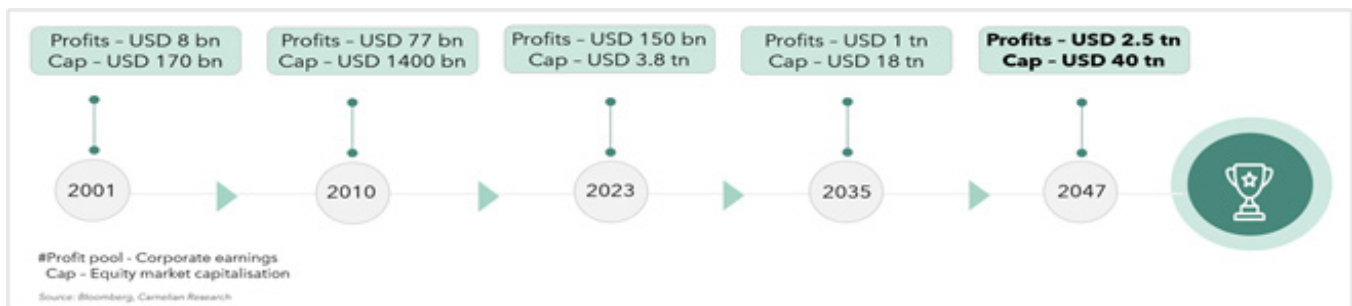 Profits – USD 8 bn
Cap – USD 170 bn
Profits – USD 77 bn
Cap – USD 1400 bn
Profits – USD 150 bn
Cap – USD 3.8 tn
Profits – USD 1 tn
Cap – USD 18 tn
Profits – USD 2.5 tn
Cap – USD 40 tn
2001
2010
2023
2035
2047
#Profit pool - Corporate earnings
Cap – Equity market capitalisation
Source: Bloomberg, Carnelian Research